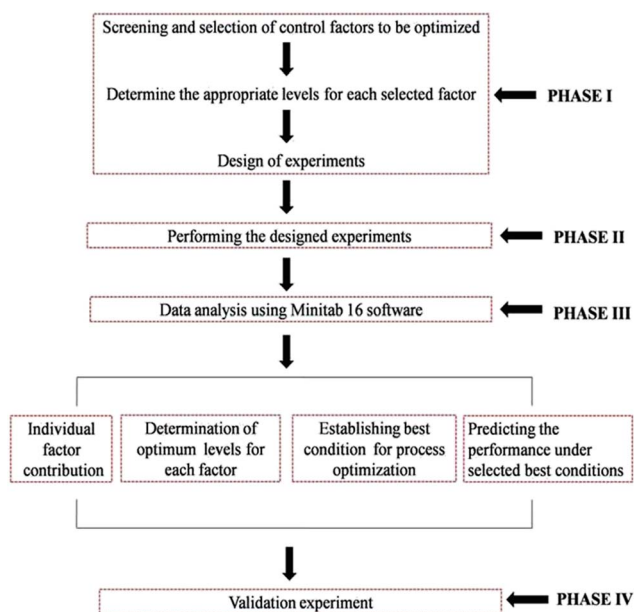 Screening and selection of control factors to be optimized
Determine the appropriate levels for each selected factor
PHASE I
Design of experiments
Performing the designed experiments
PHASE II
Data analysis using Minitab 16 software
PHASE III
Individual
factor
contribution
Determination of
optimum levels for
each factor
Establishing best
condition for process
optimization
Predicting the
performance under
selected best conditions
Validation experiment
PHASE IV